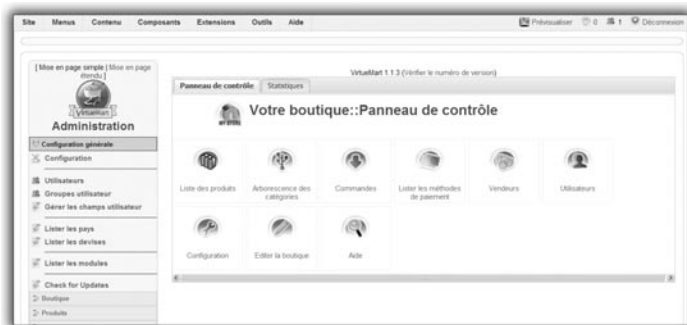 Site Menus Contenu Composants Extensions Outils Aide Prévisualiser 0 1 Déconnexion
[ Mise en page simple | Mise en page étendu ]
VirtueMart
Administration
Configuration générale
Configuration
Utilisateurs
Groupes utilisateur
Gérer les champs utilisateur
Lister les pays
Lister les devises
Lister les modules
Check for Updates
Boutique
Produits
VirtueMart 1.1.3 (Vérifier le numéro de version)
Panneau de contrôle Statistiques
Votre boutique::Panneau de contrôle
Liste des produits
Arborescence des catégories
Commandes
Lister les méthodes de paiement
Vendeurs
Utilisateurs
Configuration
Editer la boutique
Aide